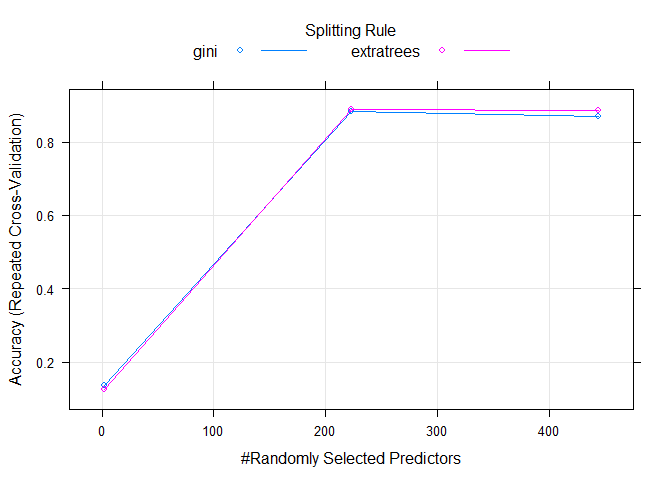 Splitting Rule
gini extratrees
Accuracy (Repeated Cross-Validation)
0.8
0.6
0.4
0.2
0 100 200 300 400
#Randomly Selected Predictors